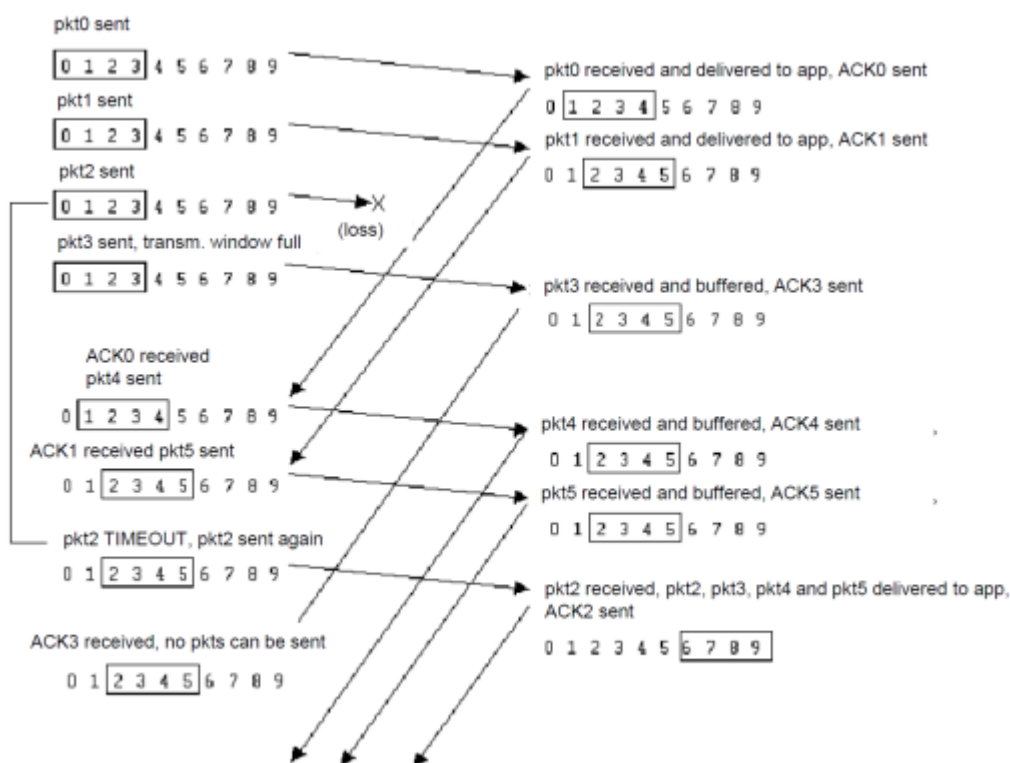 pkt0 sent
0 1 2 3 4 5 6 7 8 9
pkt1 sent
0 1 2 3 4 5 6 7 8 9
pkt2 sent
0 1 2 3 4 5 6 7 8 9
(loss)
pkt3 sent, transm. window full
0 1 2 3 4 5 6 7 8 9
ACK0 received
pkt4 sent
0 1 2 3 4 5 6 7 8 9
ACK1 received pkt5 sent
0 1 2 3 4 5 6 7 8 9
pkt2 TIMEOUT, pkt2 sent again
0 1 2 3 4 5 6 7 8 9
ACK3 received, no pkts can be sent
0 1 2 3 4 5 6 7 8 9
pkt0 received and delivered to app, ACK0 sent
0 1 2 3 4 5 6 7 8 9
pkt1 received and delivered to app, ACK1 sent
0 1 2 3 4 5 6 7 8 9
pkt3 received and buffered, ACK3 sent
0 1 2 3 4 5 6 7 8 9
pkt4 received and buffered, ACK4 sent ,
0 1 2 3 4 5 6 7 8 9
pkt5 received and buffered, ACK5 sent ,
0 1 2 3 4 5 6 7 8 9
pkt2 received, pkt2, pkt3, pkt4 and pkt5 delivered to app,
ACK2 sent
0 1 2 3 4 5 6 7 8 9